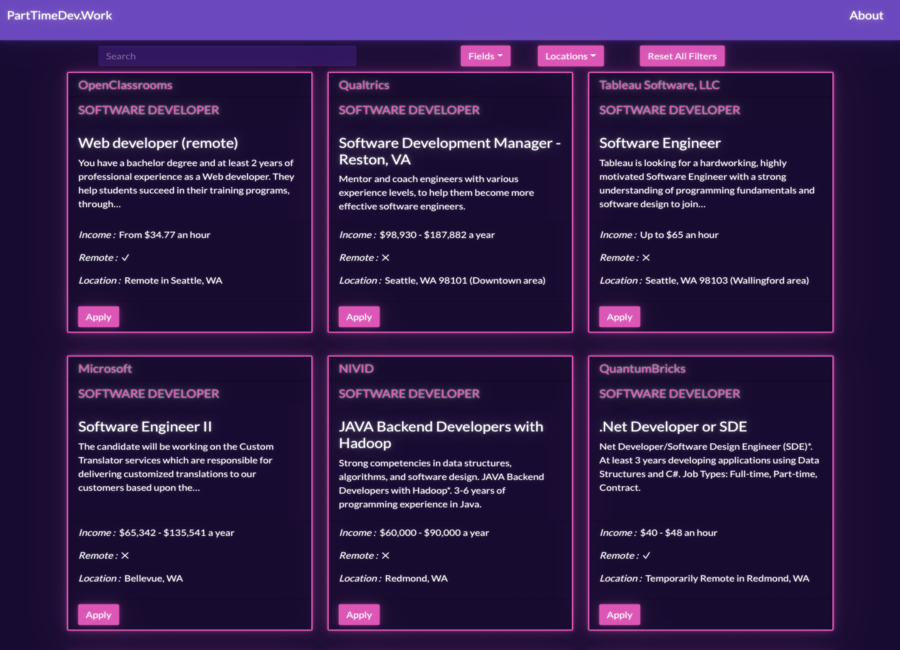 PartTimeDev.Work
About
Search
Fields
Locations
Reset All Filters
OpenClassrooms
SOFTWARE DEVELOPER
Web developer (remote)
You have a bachelor degree and at least 2 years of
professional experience as a Web developer. They
help students succeed in their training programs,
through...
Income : From $34.77 an hour
Remote : ✓
Location : Remote in Seattle, WA
Apply
Qualtrics
SOFTWARE DEVELOPER
Software Development Manager -
Reston, VA
Mentor and coach engineers with various
experience levels, to help them become more
effective software engineers.
Income : $98,930 - $187,882 a year
Remote : ✕
Location : Seattle, WA 98101 (Downtown area)
Apply
Tableau Software, LLC
SOFTWARE DEVELOPER
Software Engineer
Tableau is looking for a hardworking, highly
motivated Software Engineer with a strong
understanding of programming fundamentals and
software design to join...
Income : Up to $65 an hour
Remote : ✕
Location : Seattle, WA 98103 (Wallingford area)
Apply
Microsoft
SOFTWARE DEVELOPER
Software Engineer II
The candidate will be working on the Custom
Translator services which are responsible for
delivering customized translations to our
customers based upon the...
Income : $65,342 - $135,541 a year
Remote : ✕
Location : Bellevue, WA
Apply
NIVID
SOFTWARE DEVELOPER
JAVA Backend Developers with
Hadoop
Strong competencies in data structures,
algorithms, and software design. JAVA Backend
Developers with Hadoop*. 3-6 years of
programming experience in Java.
Income : $60,000 - $90,000 a year
Remote : ✕
Location : Redmond, WA
Apply
QuantumBricks
SOFTWARE DEVELOPER
.Net Developer or SDE
Net Developer/Software Design Engineer (SDE)*.
At least 3 years developing applications using Data
Structures and C#. Job Types: Full-time, Part-time,
Contract.
Income : $40 - $48 an hour
Remote : ✓
Location : Temporarily Remote in Redmond, WA
Apply